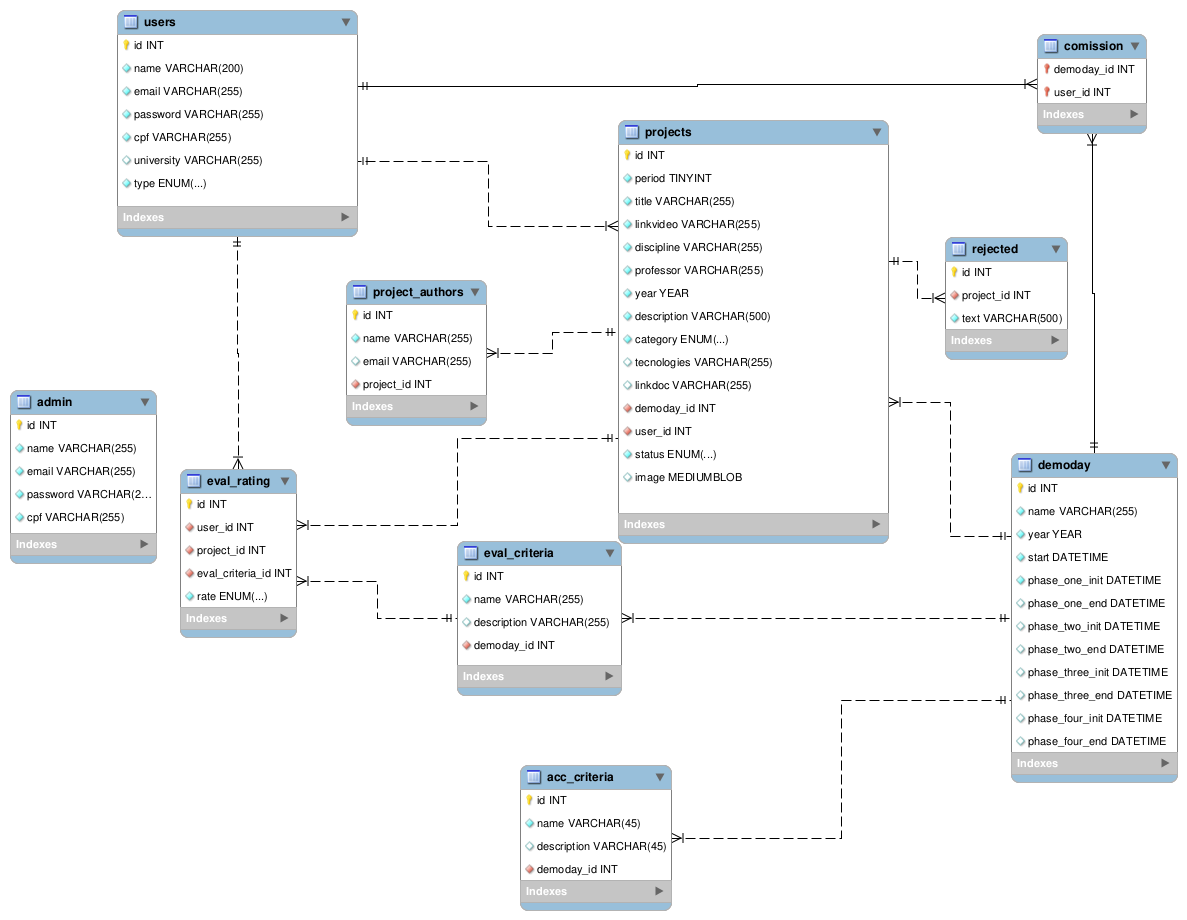 users
id INT
name VARCHAR(200)
email VARCHAR(255)
password VARCHAR(255)
cpf VARCHAR(255)
university VARCHAR(255)
type ENUM(...)
Indexes
comission
demoday_id INT
user_id INT
Indexes
projects
id INT
period TINYINT
title VARCHAR(255)
linkvideo VARCHAR(255)
discipline VARCHAR(255)
professor VARCHAR(255)
year YEAR
description VARCHAR(500)
category ENUM(...)
tecnologies VARCHAR(255)
linkdoc VARCHAR(255)
demoday_id INT
user_id INT
status ENUM(...)
image MEDIUMBLOB
Indexes
rejected
id INT
project_id INT
text VARCHAR(500)
Indexes
project_authors
id INT
name VARCHAR(255)
email VARCHAR(255)
project_id INT
Indexes
admin
id INT
name VARCHAR(255)
email VARCHAR(255)
password VARCHAR(2...
cpf VARCHAR(255)
Indexes
eval_rating
id INT
user_id INT
project_id INT
eval_criteria_id INT
rate ENUM(...)
Indexes
eval_criteria
id INT
name VARCHAR(255)
description VARCHAR(255)
demoday_id INT
Indexes
demoday
id INT
name VARCHAR(255)
year YEAR
start DATETIME
phase_one_init DATETIME
phase_one_end DATETIME
phase_two_init DATETIME
phase_two_end DATETIME
phase_three_init DATETIME
phase_three_end DATETIME
phase_four_init DATETIME
phase_four_end DATETIME
Indexes
acc_criteria
id INT
name VARCHAR(45)
description VARCHAR(45)
demoday_id INT
Indexes